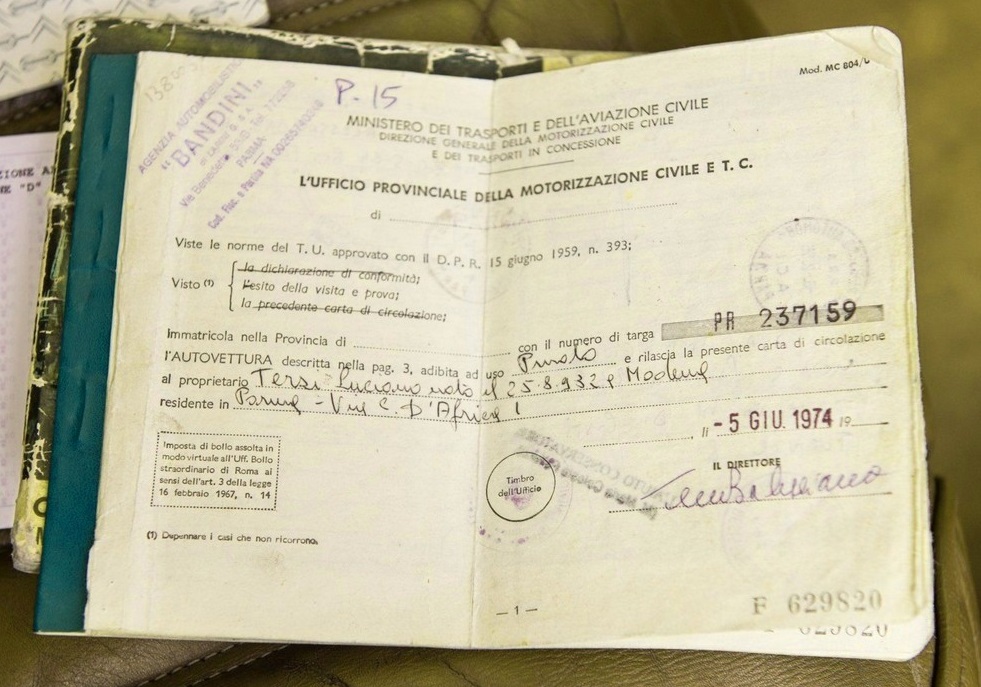 Mod. MC 804/
P-15
AGENZIA AUTOMOBILISTI
"BANDINI"
PARMA
MINISTERO DEI TRASPORTI E DELL'AVIAZIONE CIVILE
DIREZIONE GENERALE DELLA MOTORIZZAZIONE CIVILE
E DEI TRASPORTI IN CONCESSIONE
L'UFFICIO PROVINCIALE DELLA MOTORIZZAZIONE CIVILE E T. C.
di
Viste le norme del T. U. approvato con il D. P. R. 15 giugno 1959, n. 393;
Visto (1)
la dichiarazione di conformità;
l'esito della visita e prova;
la precedente carta di circolazione;
Immatricola nella Provincia di con il numero di targa PR 237159
l'AUTOVETTURA descritta nella pag. 3, adibita ad uso Privato e rilascia la presente carta di circolazione
al proprietario Terzi Luciano nato il 25.8.932 a Modena
residente in Parma - Via D'Africa 1
li - 5 GIU. 1974 19
IL DIRETTORE
Imposta di bollo assolta in
modo virtuale all'Uff. Bollo
straordinario di Roma ai
sensi dell'art. 3 della legge
16 febbraio 1967, n. 14
Timbro
dell'Ufficio
(1) Depennare i casi che non ricorrono.
— 1 —
F 629820
629820